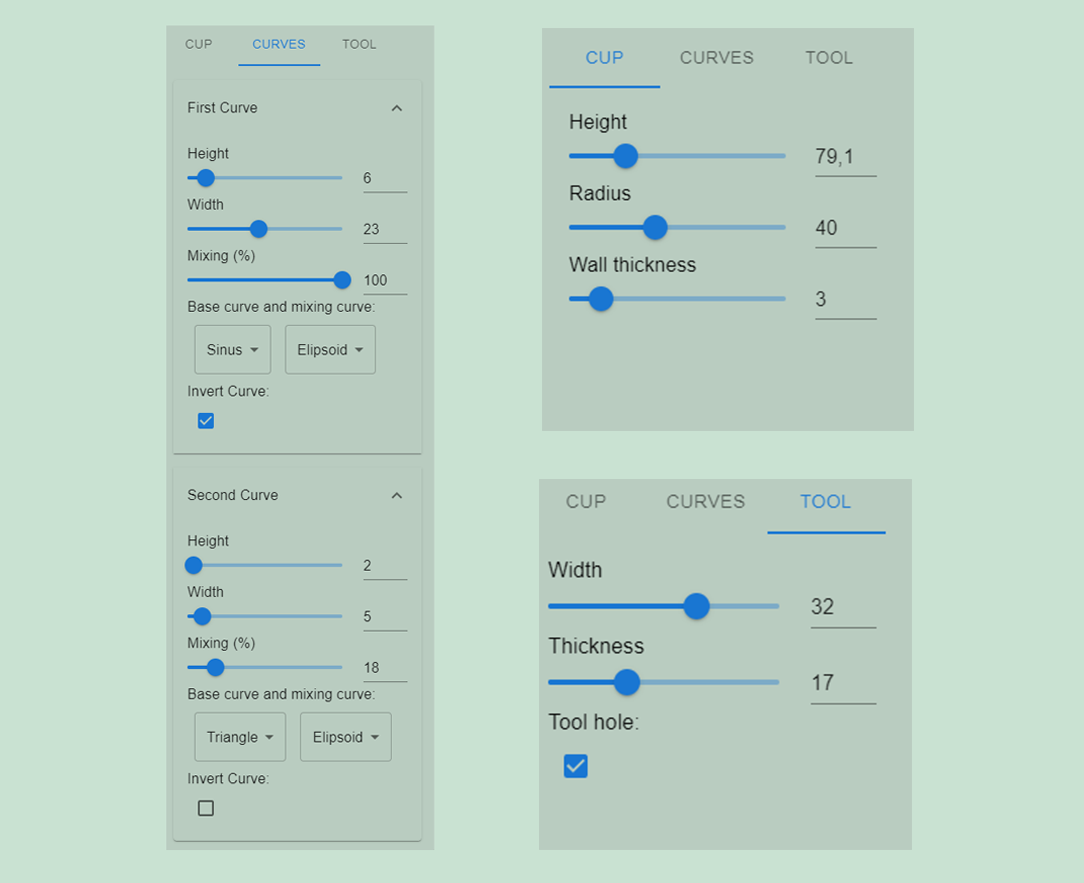 CUP CURVES TOOL
First Curve
Height
6
Width
23
Mixing (%)
100
Base curve and mixing curve:
Sinus Elipsoid
Invert Curve:
Second Curve
Height
2
Width
5
Mixing (%)
18
Base curve and mixing curve:
Triangle Elipsoid
Invert Curve:
CUP CURVES TOOL
Height
79,1
Radius
40
Wall thickness
3
CUP CURVES TOOL
Width
32
Thickness
17
Tool hole: